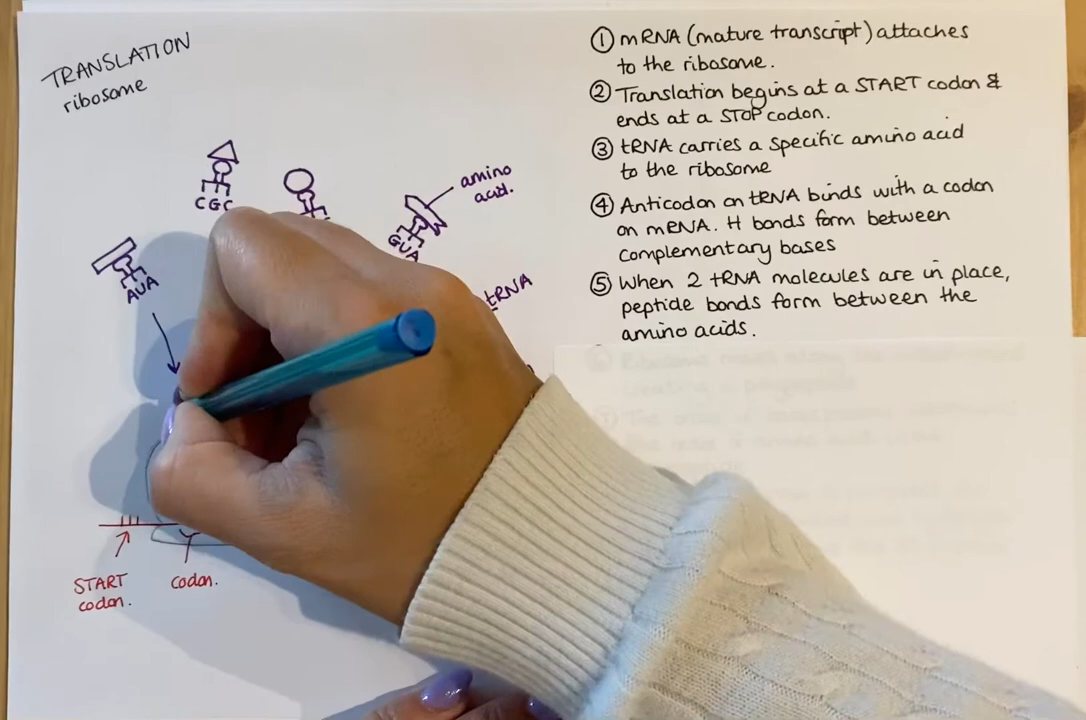 TRANSLATION
ribosome
CGC
AUA
GUA
amino
acid.
tRNA
START
codon.
codon.
① mRNA (mature transcript) attaches
to the ribosome.
② Translation begins at a START codon &
ends at a STOP codon.
③ tRNA carries a specific amino acid
to the ribosome
④ Anticodon on tRNA binds with a codon
on mRNA. H bonds form between
complementary bases
⑤ When 2 tRNA molecules are in place,
peptide bonds form between the
amino acids.